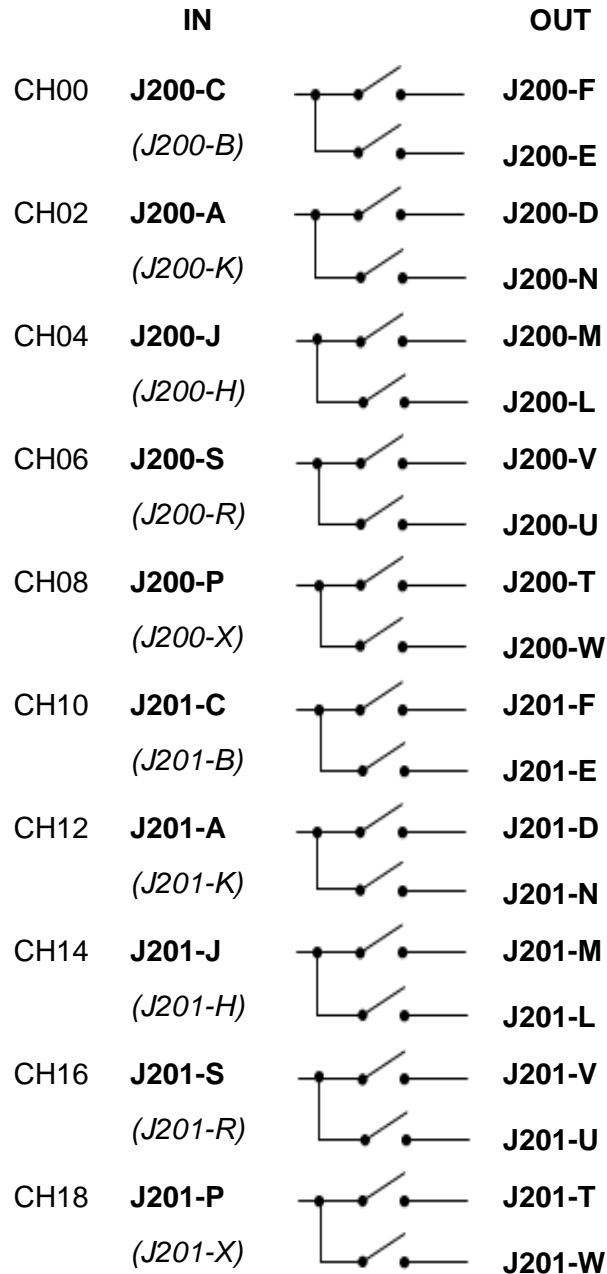 IN OUT
CH00 J200-C J200-F
(J200-B) J200-E
CH02 J200-A J200-D
(J200-K) J200-N
CH04 J200-J J200-M
(J200-H) J200-L
CH06 J200-S J200-V
(J200-R) J200-U
CH08 J200-P J200-T
(J200-X) J200-W
CH10 J201-C J201-F
(J201-B) J201-E
CH12 J201-A J201-D
(J201-K) J201-N
CH14 J201-J J201-M
(J201-H) J201-L
CH16 J201-S J201-V
(J201-R) J201-U
CH18 J201-P J201-T
(J201-X) J201-W